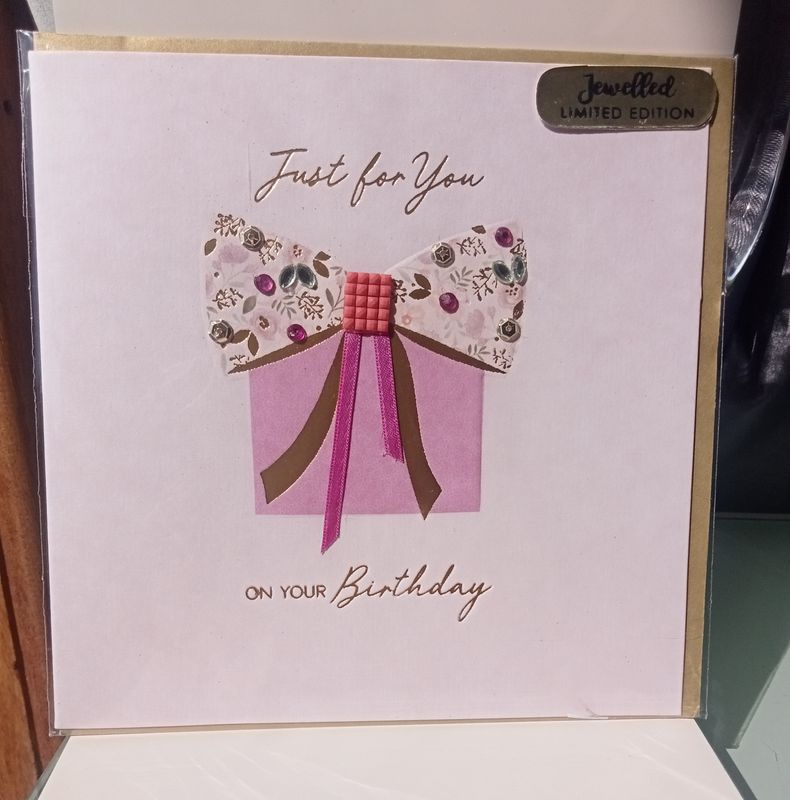 Jewelled
LIMITED EDITION
Just for You
ON YOUR Birthday